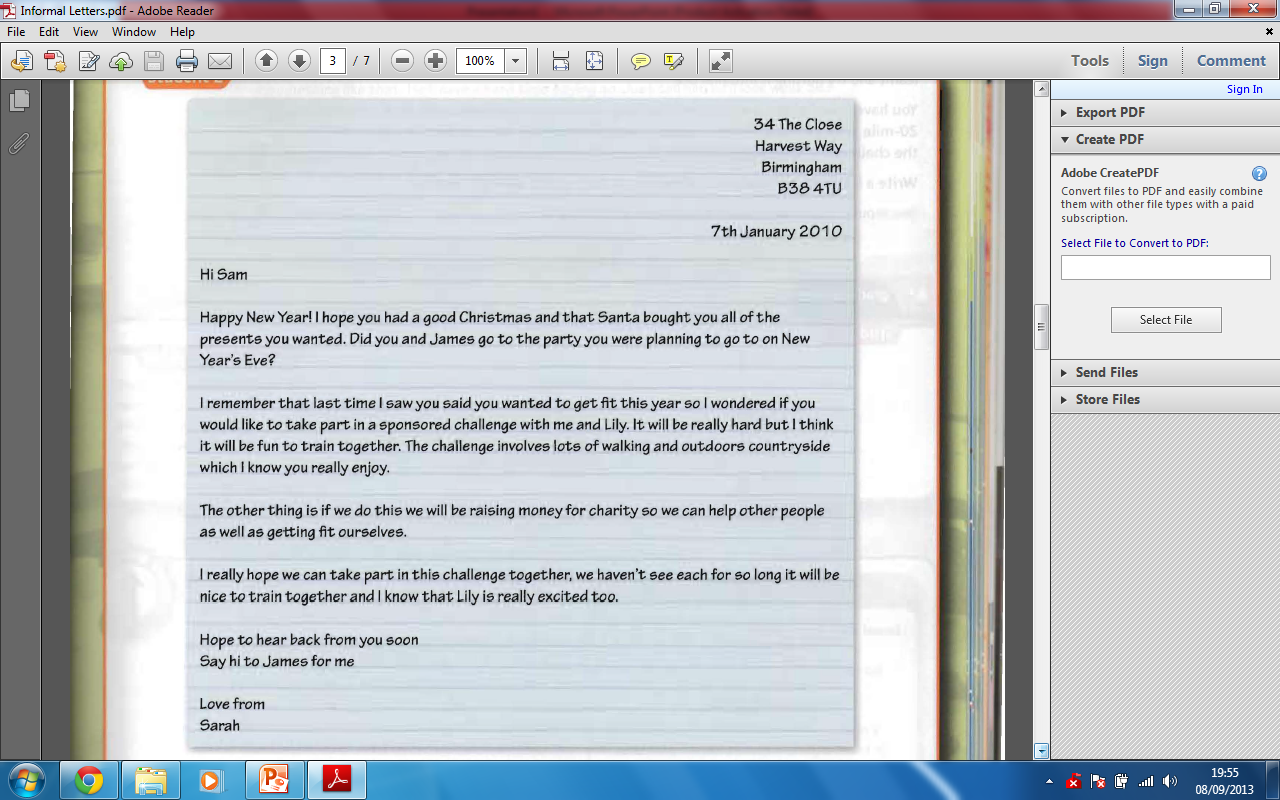 Informal Letters.pdf - Adobe Reader
File Edit View Window Help
3 / 7 100% Tools Sign Comment
Sign In
Export PDF
Create PDF
Adobe CreatePDF
Convert files to PDF and easily combine
them with other file types with a paid
subscription.
Select File to Convert to PDF:
Select File
Send Files
Store Files
34 The Close
Harvest Way
Birmingham
B38 4TU
7th January 2010
Hi Sam
Happy New Year! I hope you had a good Christmas and that Santa bought you all of the
presents you wanted. Did you and James go to the party you were planning to go to on New
Year's Eve?
I remember that last time I saw you said you wanted to get fit this year so I wondered if you
would like to take part in a sponsored challenge with me and Lily. It will be really hard but I think
it will be fun to train together. The challenge involves lots of walking and outdoors countryside
which I know you really enjoy.
The other thing is if we do this we will be raising money for charity so we can help other people
as well as getting fit ourselves.
I really hope we can take part in this challenge together, we haven't see each for so long it will be
nice to train together and I know that Lily is really excited too.
Hope to hear back from you soon
Say hi to James for me
Love from
Sarah
19:55
08/09/2013